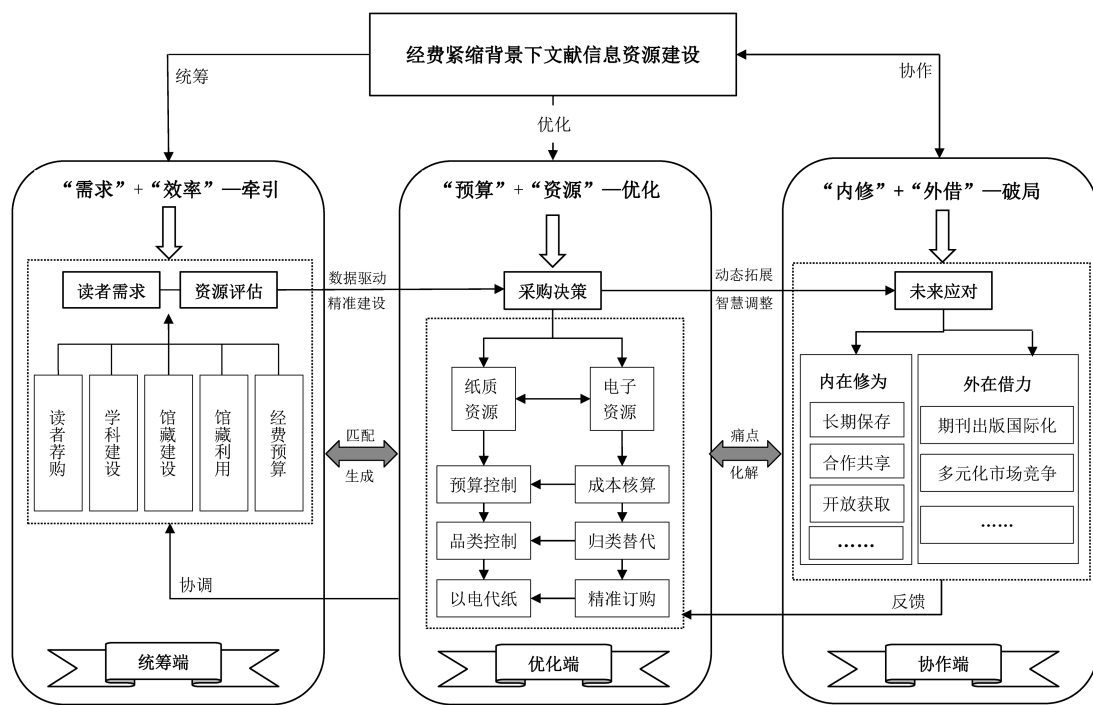 经费紧缩背景下文献信息资源建设
统筹
优化
协作
“需求”+“效率”—牵引
读者需求
资源评估
读者荐购
学科建设
馆藏建设
馆藏利用
经费预算
协调
统筹端
数据驱动
精准建设
匹配
生成
“预算”+“资源”—优化
采购决策
纸质
资源
电子
资源
预算控制
成本核算
品类控制
归类替代
以电代纸
精准订购
优化端
动态拓展
智慧调整
痛点
化解
“内修”+“外借”—破局
未来应对
内在修为
长期保存
合作共享
开放获取
……
外在借力
期刊出版国际化
多元化市场竞争
……
反馈
协作端